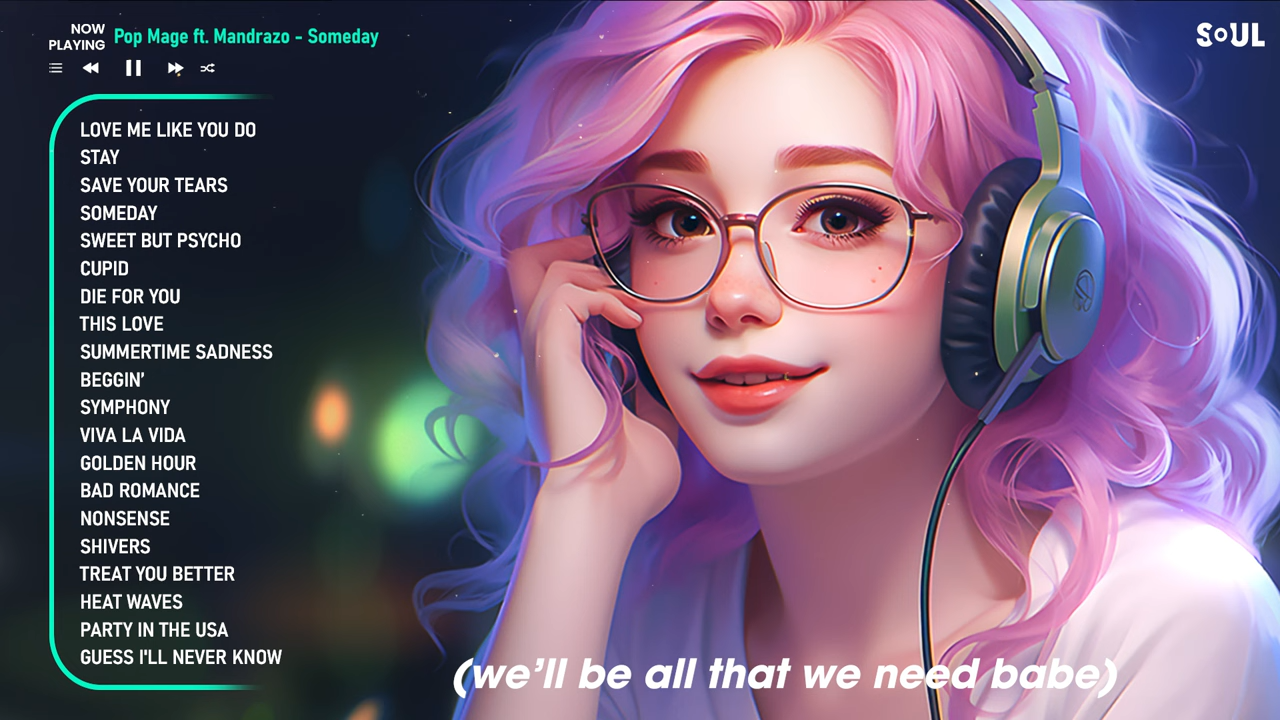 NOW
PLAYING
Pop Mage ft. Mandrazo - Someday
SOUL
LOVE ME LIKE YOU DO
STAY
SAVE YOUR TEARS
SOMEDAY
SWEET BUT PSYCHO
CUPID
DIE FOR YOU
THIS LOVE
SUMMERTIME SADNESS
BEGGIN'
SYMPHONY
VIVA LA VIDA
GOLDEN HOUR
BAD ROMANCE
NONSENSE
SHIVERS
TREAT YOU BETTER
HEAT WAVES
PARTY IN THE USA
GUESS I'LL NEVER KNOW
(we'll be all that we need babe)